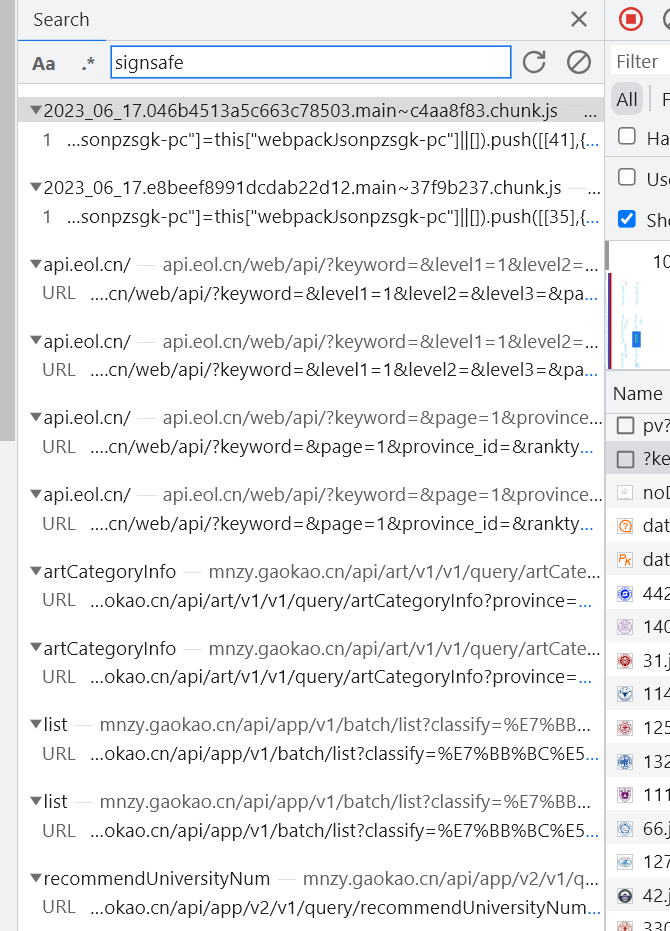 Search
Aa .* signsafe
2023_06_17.046b4513a5c663c78503.main~c4aa8f83.chunk.js — ...
1 ...sonpzsgk-pc"]=this["webpackJsonpzsgk-pc"]||[]).push([[41],{...
2023_06_17.e8beef8991dcdab22d12.main~37f9b237.chunk.js —...
1 ...sonpzsgk-pc"]=this["webpackJsonpzsgk-pc"]||[]).push([[35],{...
api.eol.cn/ — api.eol.cn/web/api/?keyword=&level1=1&level2=...
URL ....cn/web/api/?keyword=&level1=1&level2=&level3=&pa...
api.eol.cn/ — api.eol.cn/web/api/?keyword=&level1=1&level2=...
URL ....cn/web/api/?keyword=&level1=1&level2=&level3=&pa...
api.eol.cn/ — api.eol.cn/web/api/?keyword=&page=1&province...
URL ....cn/web/api/?keyword=&page=1&province_id=&rankty...
api.eol.cn/ — api.eol.cn/web/api/?keyword=&page=1&province...
URL ....cn/web/api/?keyword=&page=1&province_id=&rankty...
artCategoryInfo — mnzy.gaokao.cn/api/art/v1/v1/query/artCate...
URL ...okao.cn/api/art/v1/v1/query/artCategoryInfo?province=...
artCategoryInfo — mnzy.gaokao.cn/api/art/v1/v1/query/artCate...
URL ...okao.cn/api/art/v1/v1/query/artCategoryInfo?province=...
list — mnzy.gaokao.cn/api/app/v1/batch/list?classify=%E7%BB...
URL ...okao.cn/api/app/v1/batch/list?classify=%E7%BB%BC%E5...
list — mnzy.gaokao.cn/api/app/v1/batch/list?classify=%E7%BB...
URL ...okao.cn/api/app/v1/batch/list?classify=%E7%BB%BC%E5...
recommendUniversityNum — mnzy.gaokao.cn/api/app/v2/v1/q...
URL ...okao.cn/api/app/v2/v1/query/recommendUniversityNum...
Filter
All F
Ha
Use
Sho
10
Name
pv?
?ke
noD
dat
dat
442
140
31.j
114
125
132
111
66.j
127
42.j
330